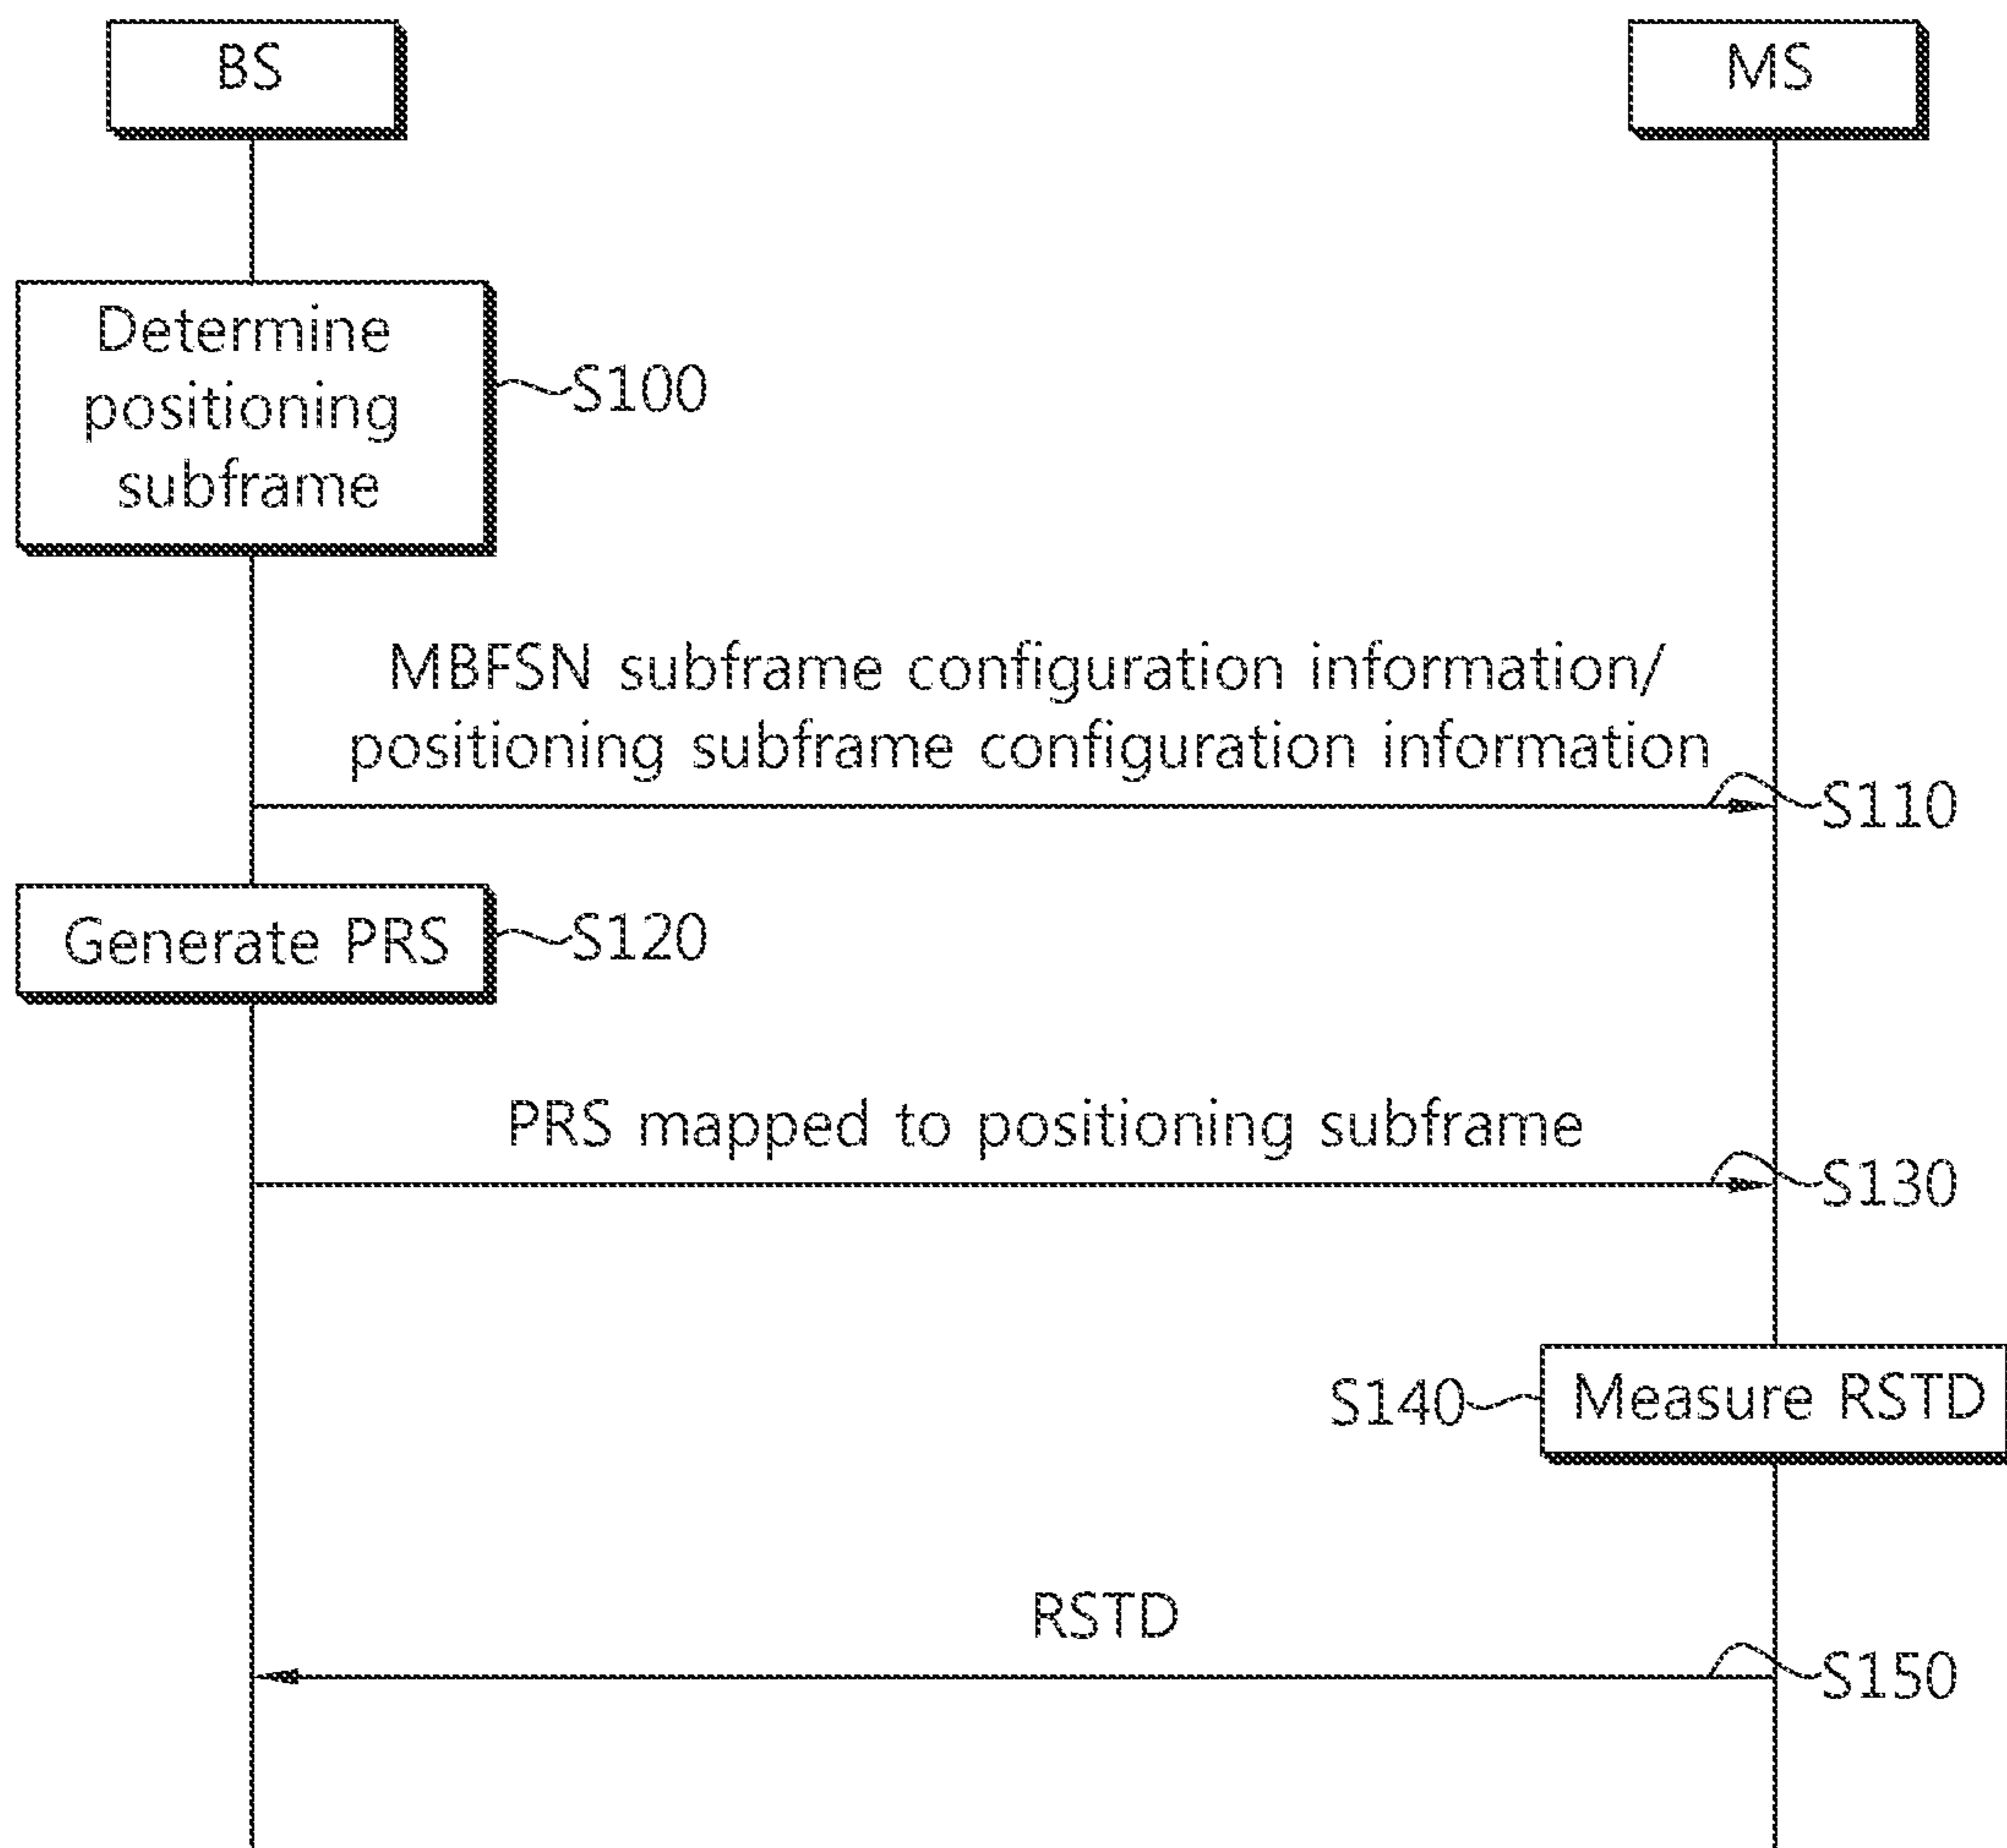 BS
MS
Determine
positioning
subframe
S100
MBFSN subframe configuration information/
positioning subframe configuration information
S110
Generate PRS
S120
PRS mapped to positioning subframe
S130
S140
Measure RSTD
RSTD
S150